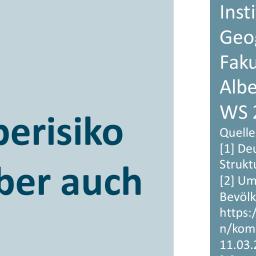 berisiko
ber auch
Insti
Geog
Faku
Albe
WS 2
Quelle
[1] Deu
Struktu
[2] Um
Bevölk
https:/
n/kom
11.03.2